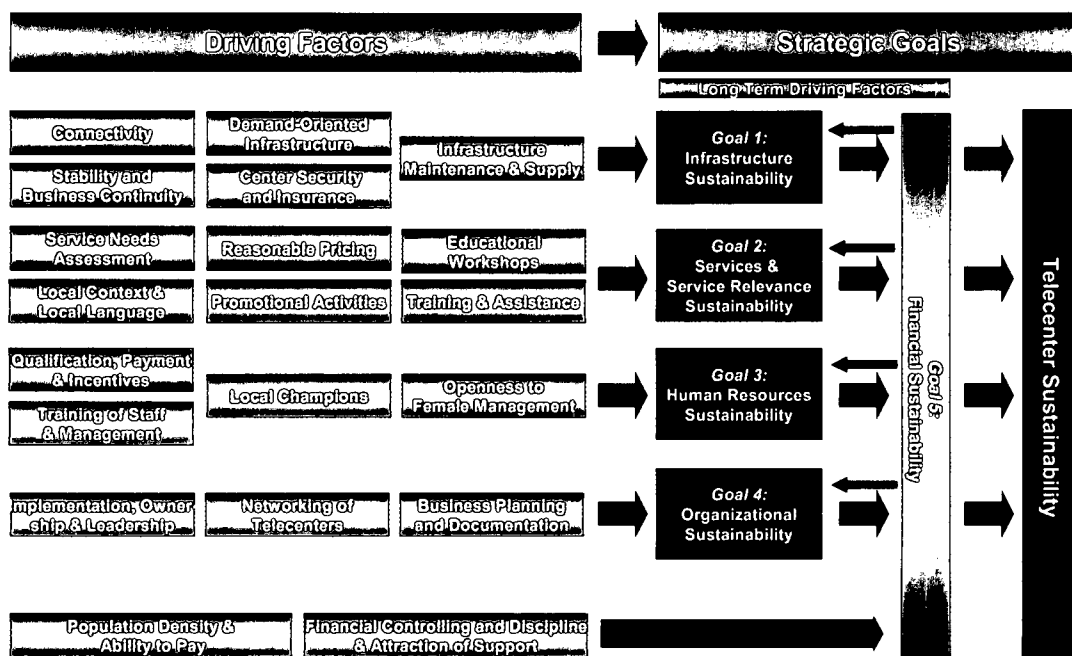 Driving Factors
Strategic Goals
Long Term Driving Factors
Connectivity
Demand-Oriented
Infrastructure
Infrastructure
Maintenance & Supply
Stability and
Business Continuity
Center Security
and Insurance
Goal 1:
Infrastructure
Sustainability
Service Needs
Assessment
Reasonable Pricing
Educational
Workshops
Local Context &
Local Language
Promotional Activities
Training & Assistance
Goal 2:
Services &
Service Relevance
Sustainability
Qualification, Payment
& Incentives
Training of Staff
& Management
Local Champions
Openness to
Female Management
Goal 3:
Human Resources
Sustainability
mplementation, Owner
ship & Leadership
Networking of
Telecenters
Business Planning
and Documentation
Goal 4:
Organizational
Sustainability
Population Density &
Ability to Pay
Financial Controlling and Discipline
& Attraction of Support
Goal 5:
Financial Sustainability
Telecenter Sustainability